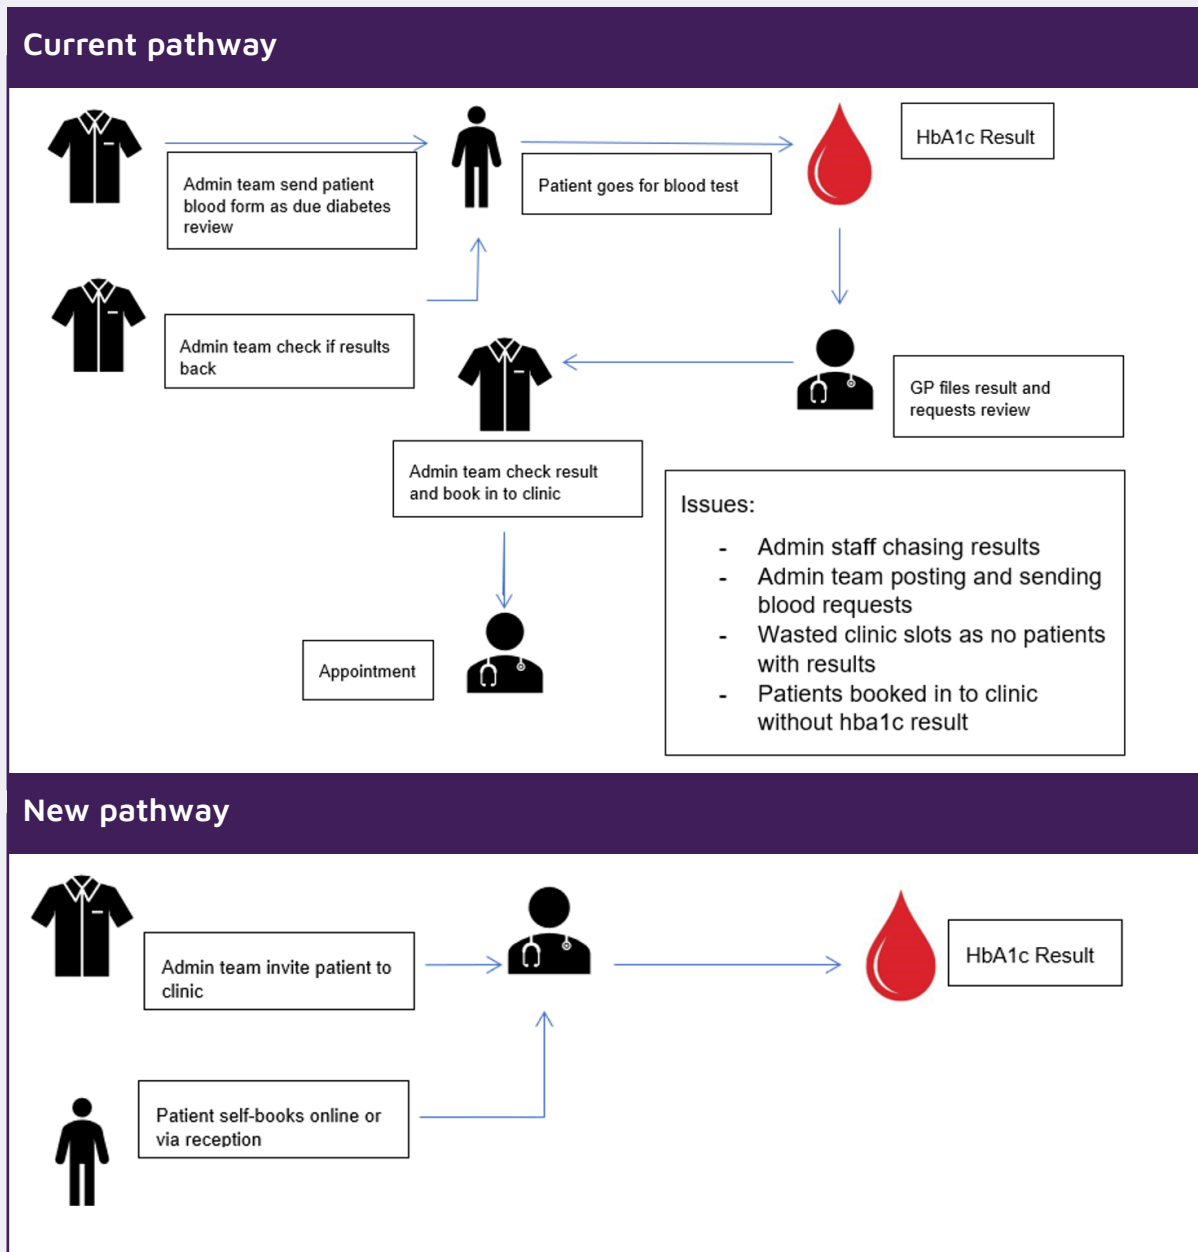 Current pathway
Admin team send patient
blood form as due diabetes
review
Patient goes for blood test
HbA1c Result
Admin team check if results
back
GP files result and
requests review
Admin team check result
and book in to clinic
Appointment
Issues:
- Admin staff chasing results
- Admin team posting and sending
blood requests
- Wasted clinic slots as no patients
with results
- Patients booked in to clinic
without hba1c result
New pathway
Admin team invite patient to
clinic
HbA1c Result
Patient self-books online or
via reception